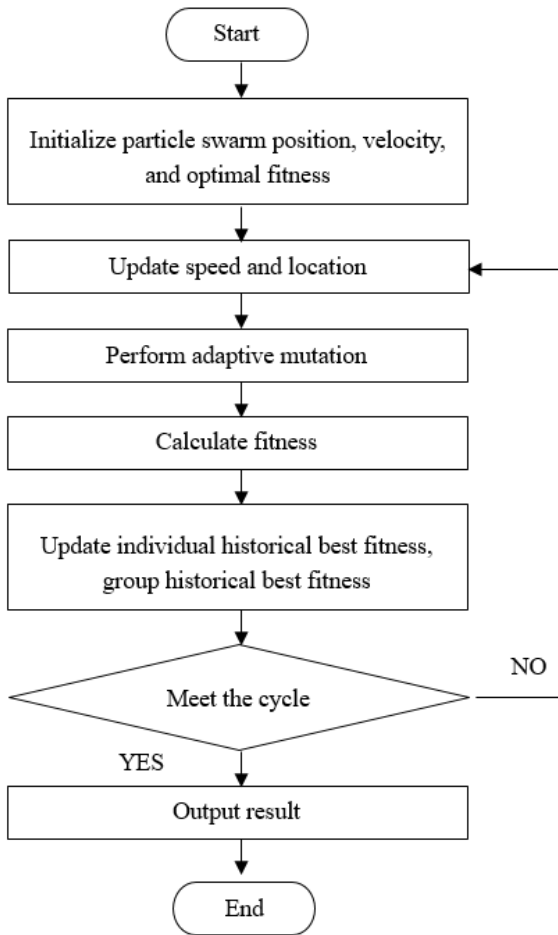 Start
Initialize particle swarm position, velocity,
and optimal fitness
Update speed and location
Perform adaptive mutation
Calculate fitness
Update individual historical best fitness,
group historical best fitness
Meet the cycle
NO
YES
Output result
End